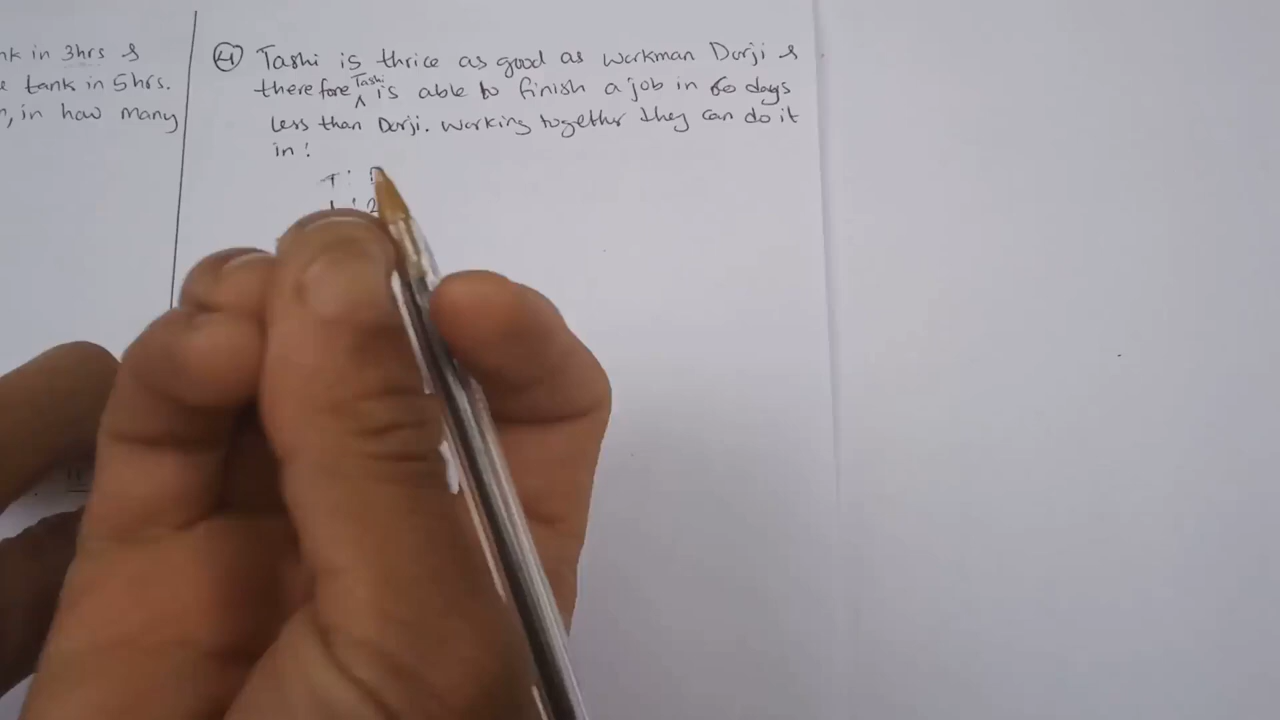 nk in 3hrs &
e tank in 5hrs.
, in how many
④ Tashi is thrice as good as workman Dorji &
therefore Tashi is able to finish a job in 60 days
less than Dorji. Working together they can do it
in!
T : D